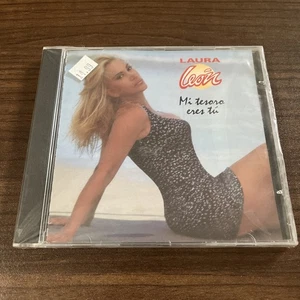 LAURA
León
Mi tesoro
eres tú